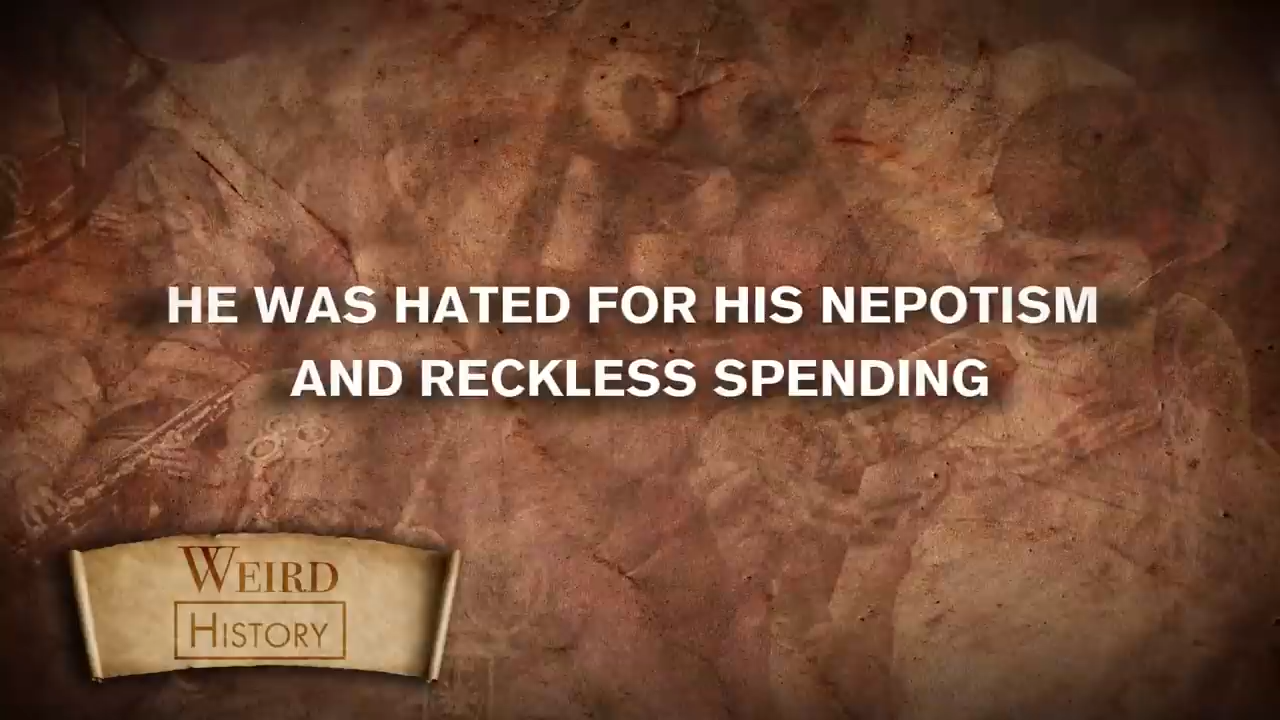 HE WAS HATED FOR HIS NEPOTISM
AND RECKLESS SPENDING
WEIRD
HISTORY